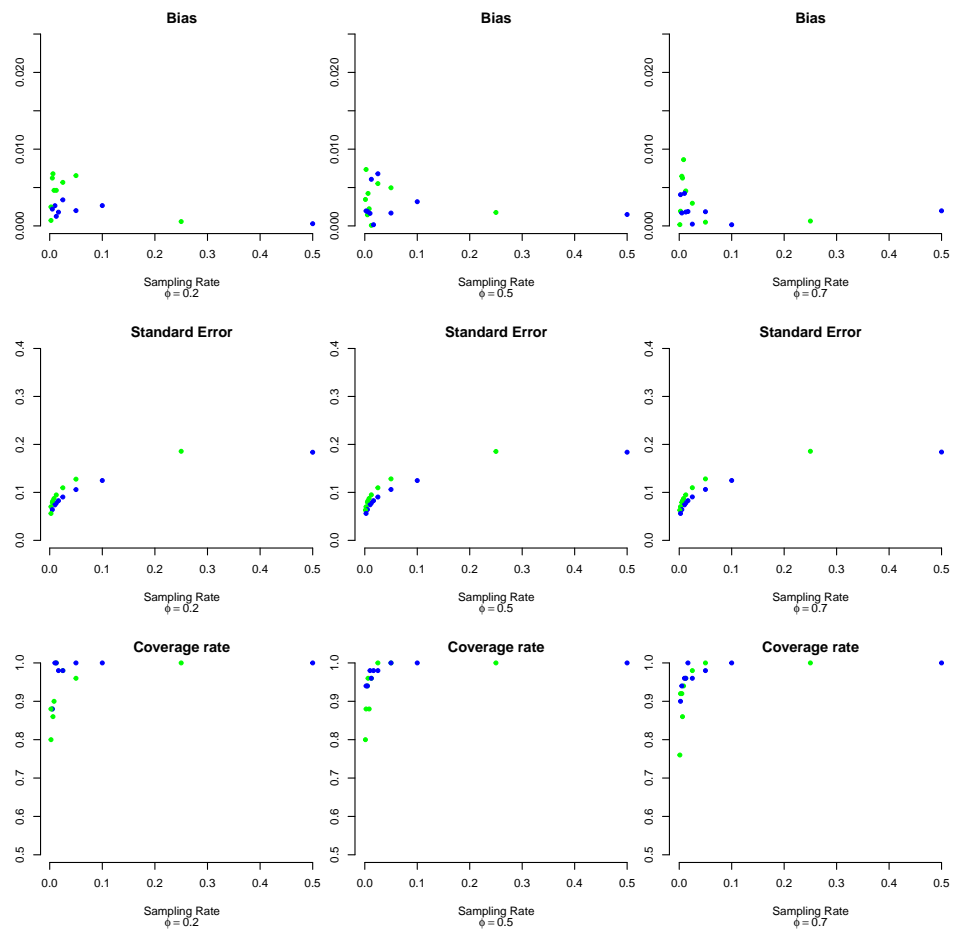 Bias
Bias
Bias
0.000 0.010 0.020
0.000 0.010 0.020
0.000 0.010 0.020
0.0 0.1 0.2 0.3 0.4 0.5
0.0 0.1 0.2 0.3 0.4 0.5
0.0 0.1 0.2 0.3 0.4 0.5
Sampling Rate
ϕ = 0.2
Sampling Rate
ϕ = 0.5
Sampling Rate
ϕ = 0.7
Standard Error
Standard Error
Standard Error
0.0 0.1 0.2 0.3 0.4
0.0 0.1 0.2 0.3 0.4
0.0 0.1 0.2 0.3 0.4
0.0 0.1 0.2 0.3 0.4 0.5
0.0 0.1 0.2 0.3 0.4 0.5
0.0 0.1 0.2 0.3 0.4 0.5
Sampling Rate
ϕ = 0.2
Sampling Rate
ϕ = 0.5
Sampling Rate
ϕ = 0.7
Coverage rate
Coverage rate
Coverage rate
0.5 0.6 0.7 0.8 0.9 1.0
0.5 0.6 0.7 0.8 0.9 1.0
0.5 0.6 0.7 0.8 0.9 1.0
0.0 0.1 0.2 0.3 0.4 0.5
0.0 0.1 0.2 0.3 0.4 0.5
0.0 0.1 0.2 0.3 0.4 0.5
Sampling Rate
ϕ = 0.2
Sampling Rate
ϕ = 0.5
Sampling Rate
ϕ = 0.7